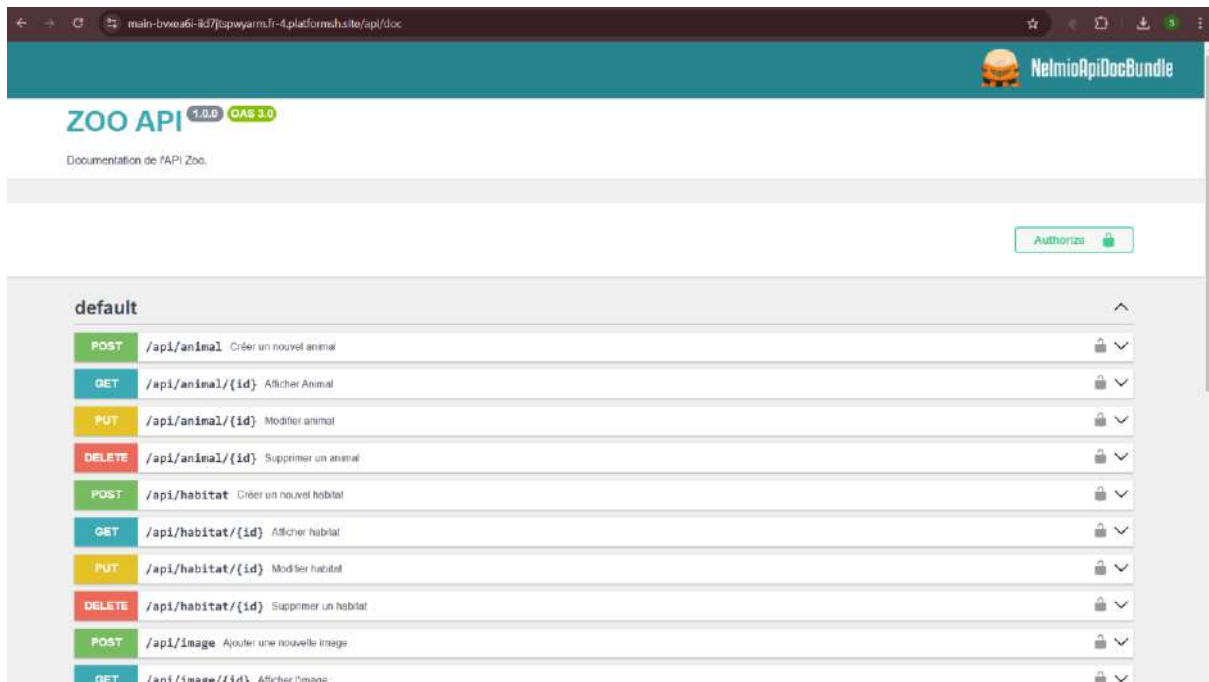 main-bvxea6i-iid7jtspwyarm.fr-4.platformsh.site/api/doc
NelmioApiDocBundle
ZOO API 1.0.0 OAS 3.0
Documentation de l'API Zoo.
Authorize
default
POST /api/animal Créer un nouvel animal
GET /api/animal/{id} Afficher Animal
PUT /api/animal/{id} Modifier animal
DELETE /api/animal/{id} Supprimer un animal
POST /api/habitat Créer un nouvel habitat
GET /api/habitat/{id} Afficher habitat
PUT /api/habitat/{id} Modifier habitat
DELETE /api/habitat/{id} Supprimer un habitat
POST /api/image Ajouter une nouvelle image
GET /api/image/{id} Afficher l'image